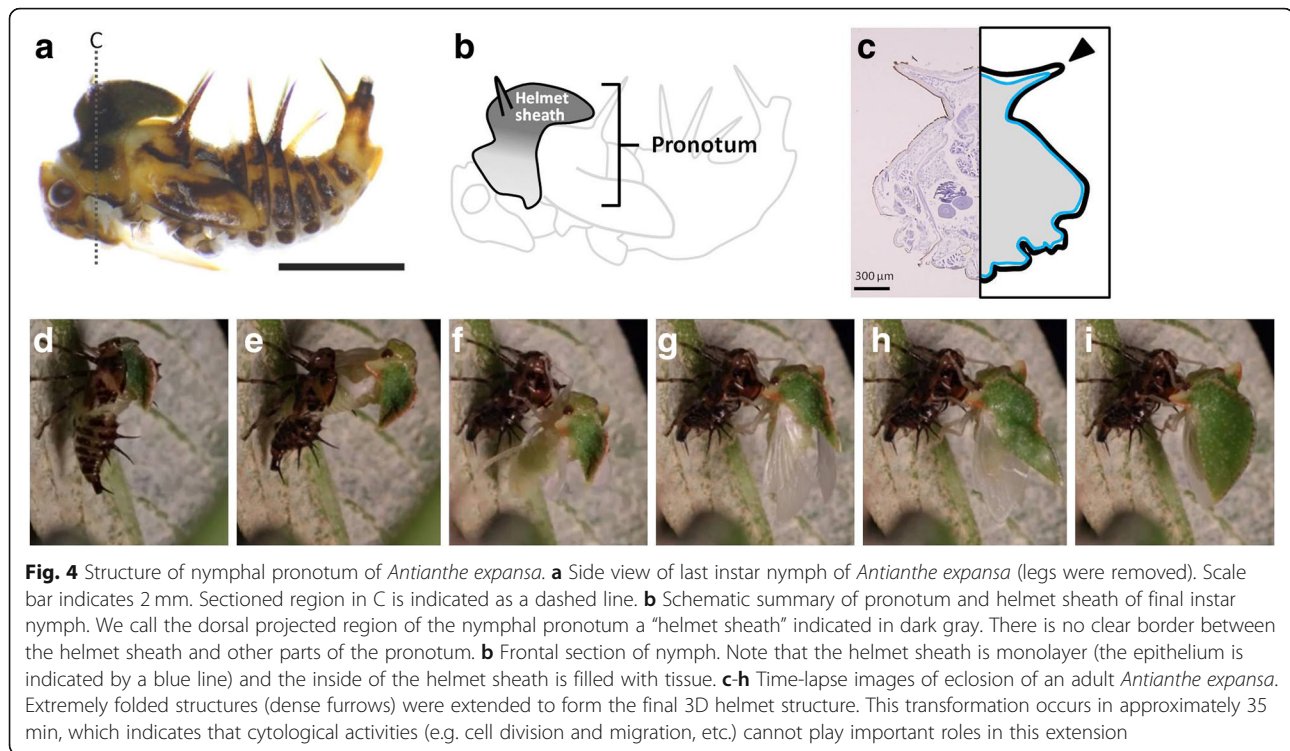 a
C
b
Helmet
sheath
Pronotum
c
300 μm
d
e
f
g
h
i
Fig. 4 Structure of nymphal pronotum of Antianthe expansa. a Side view of last instar nymph of Antianthe expansa (legs were removed). Scale
bar indicates 2 mm. Sectioned region in C is indicated as a dashed line. b Schematic summary of pronotum and helmet sheath of final instar
nymph. We call the dorsal projected region of the nymphal pronotum a “helmet sheath” indicated in dark gray. There is no clear border between
the helmet sheath and other parts of the pronotum. b Frontal section of nymph. Note that the helmet sheath is monolayer (the epithelium is
indicated by a blue line) and the inside of the helmet sheath is filled with tissue. c-h Time-lapse images of eclosion of an adult Antianthe expansa.
Extremely folded structures (dense furrows) were extended to form the final 3D helmet structure. This transformation occurs in approximately 35
min, which indicates that cytological activities (e.g. cell division and migration, etc.) cannot play important roles in this extension